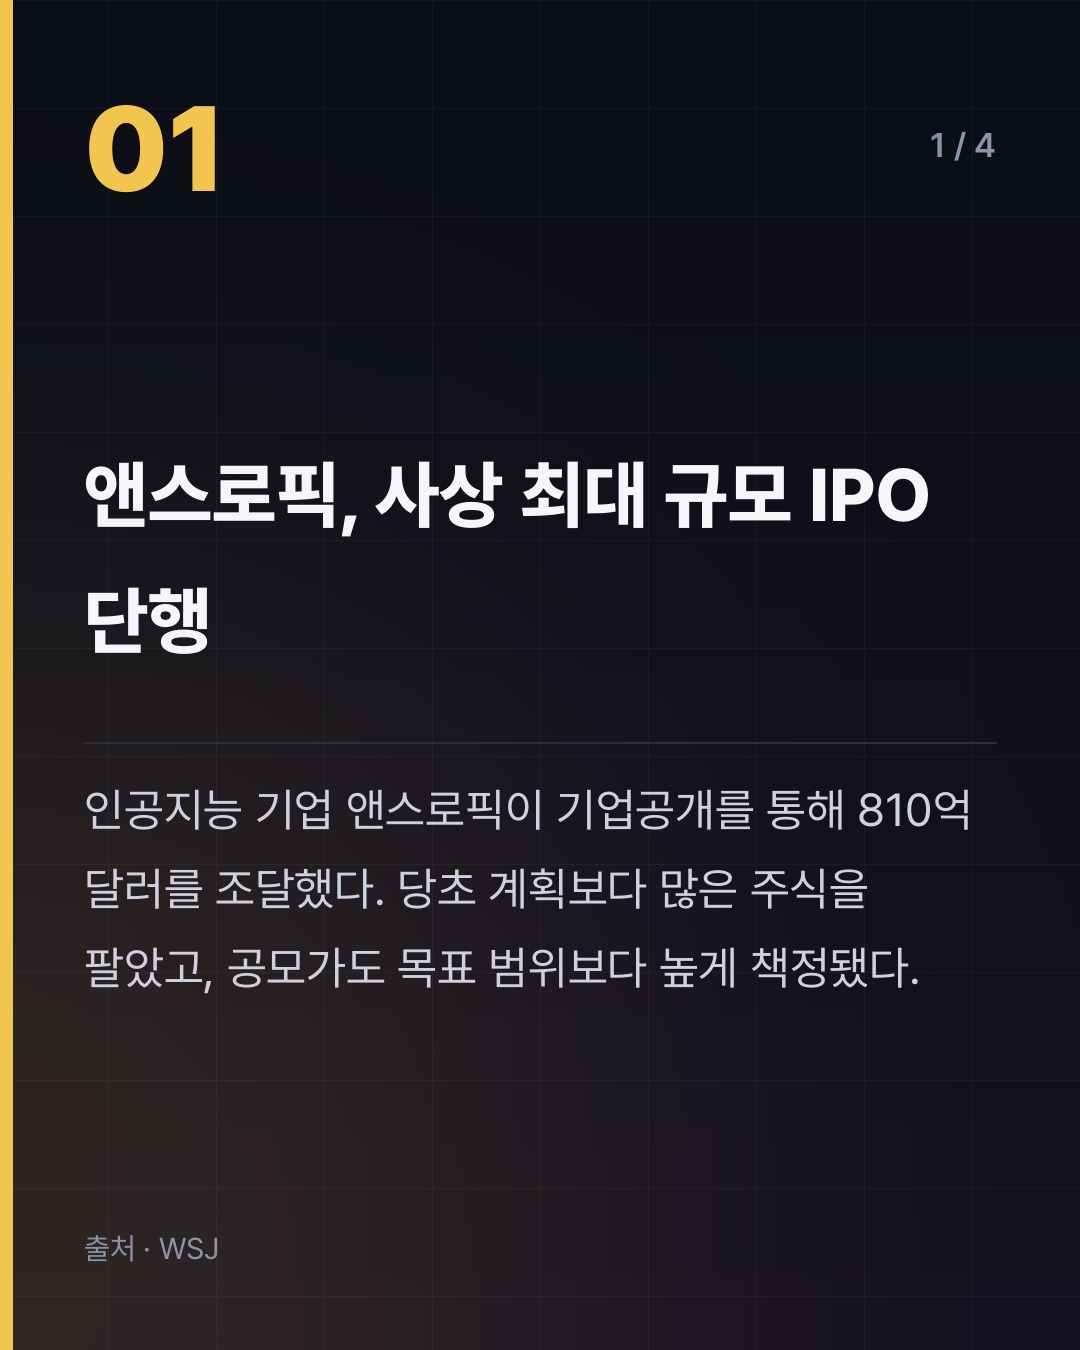 01
1 / 4
앤스로픽, 사상 최대 규모 IPO
단행
인공지능 기업 앤스로픽이 기업공개를 통해 810억
달러를 조달했다. 당초 계획보다 많은 주식을
팔았고, 공모가도 목표 범위보다 높게 책정됐다.
출처 · WSJ